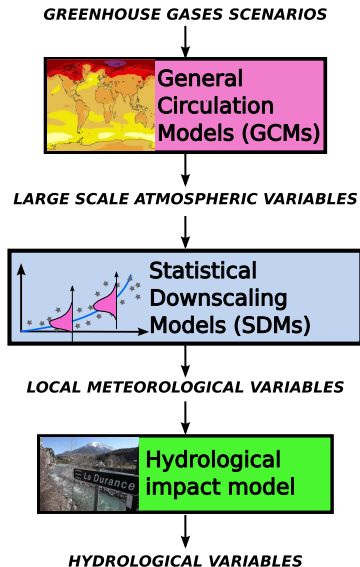 GREENHOUSE GASES SCENARIOS
General
Circulation
Models (GCMs)
LARGE SCALE ATMOSPHERIC VARIABLES
Statistical
Downscaling
Models (SDMs)
LOCAL METEOROLOGICAL VARIABLES
La Durance
Hydrological
impact model
HYDROLOGICAL VARIABLES